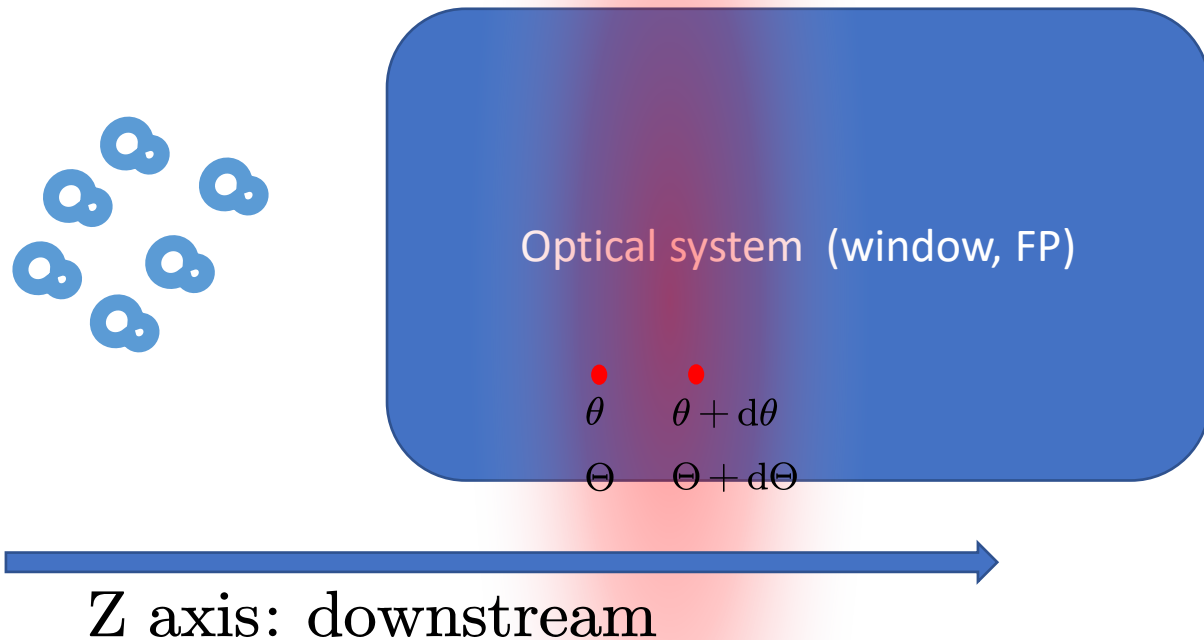 Optical system (window, FP)
θ θ + dθ
Θ Θ + dΘ
Z axis: downstream